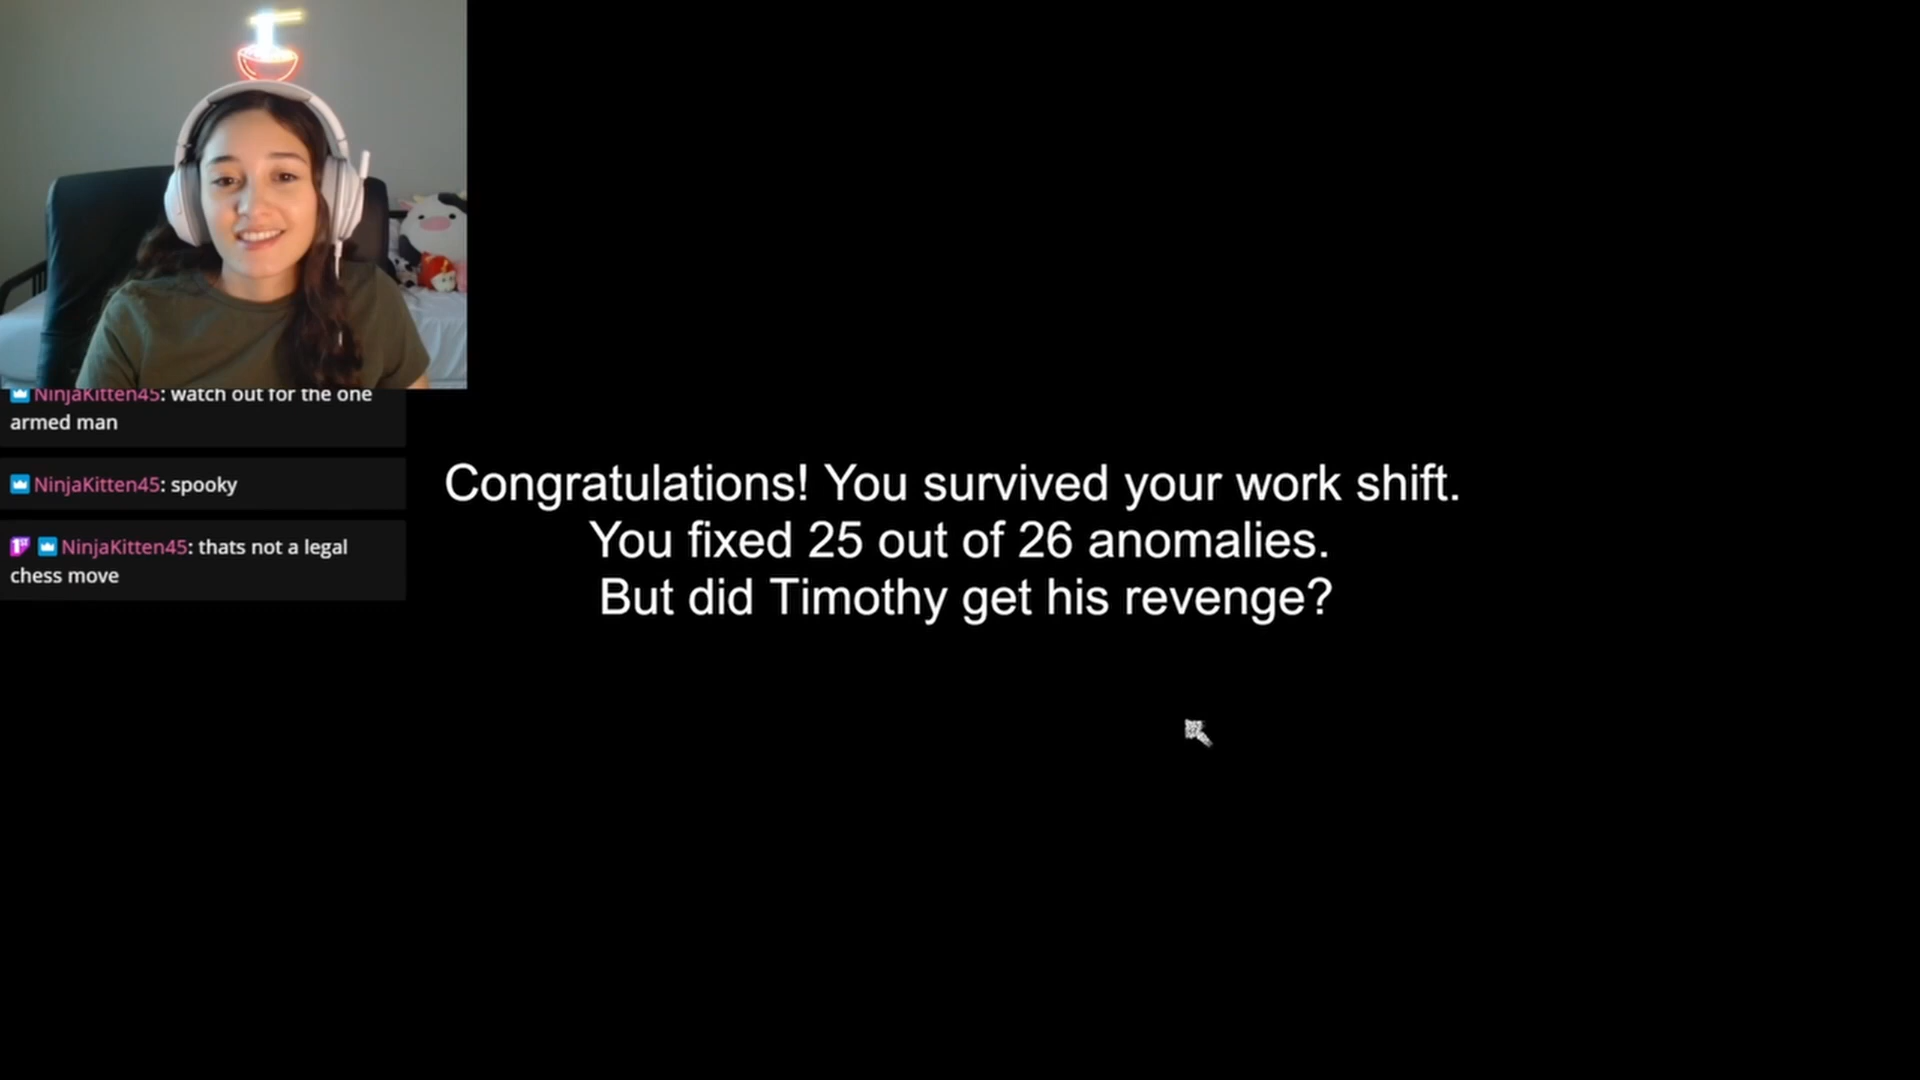 NinjaKitten45: watch out for the one
armed man
NinjaKitten45: spooky
NinjaKitten45: thats not a legal
chess move
Congratulations! You survived your work shift.
You fixed 25 out of 26 anomalies.
But did Timothy get his revenge?